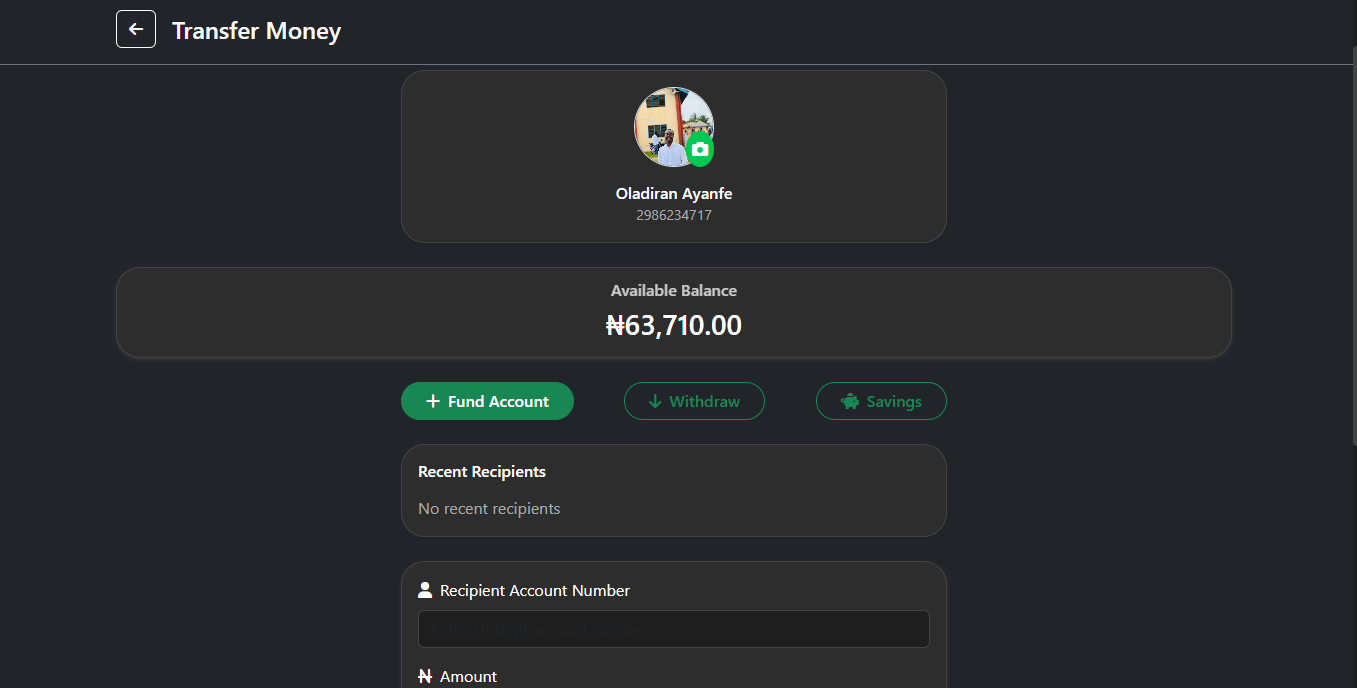 Transfer Money
Oladiran Ayanfe
2986234717
Available Balance
₦63,710.00
Fund Account
Withdraw
Savings
Recent Recipients
No recent recipients
Recipient Account Number
Enter 10-digit account number
₦ Amount